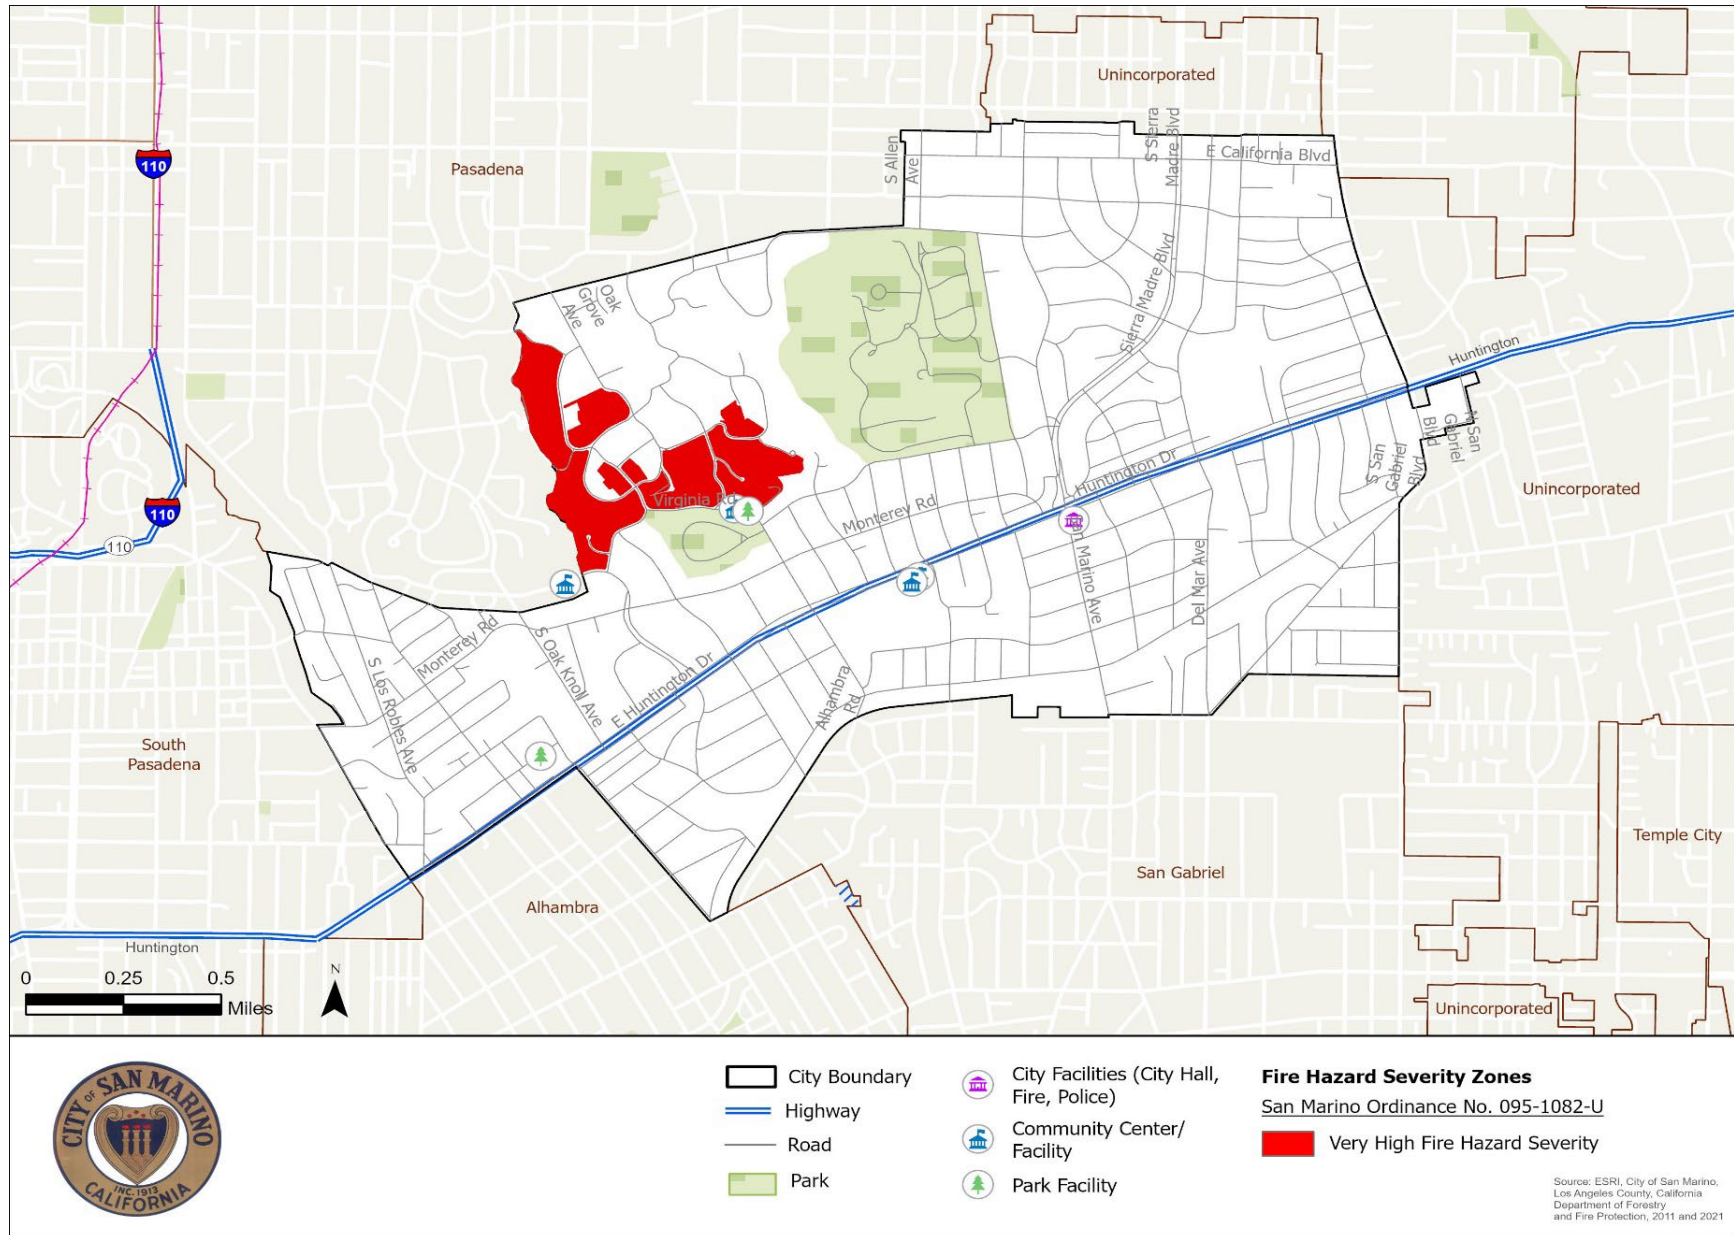 Unincorporated
Pasadena
110
S Allen
Ave
S Sierra
Madre Blvd
E California Blvd
Oak
Grove
Ave
Sierra Madre Blvd
Huntington
N San
Gabriel
Blvd
S San
Gabriel
Blvd
Unincorporated
Huntington Dr
Virginia Rd
Monterey Rd
110
110
San Marino Ave
Del Mar Ave
Monterey Rd
S Oak Knoll Ave
S Los Robles Ave
E Huntington Dr
Alhambra
Rd
South
Pasadena
Temple City
San Gabriel
Alhambra
Huntington
Unincorporated
0 0.25 0.5
Miles
N
CITY OF SAN MARINO
INC. 1913
CALIFORNIA
City Boundary
Highway
Road
Park
City Facilities (City Hall,
Fire, Police)
Community Center/
Facility
Park Facility
Fire Hazard Severity Zones
San Marino Ordinance No. 095-1082-U
Very High Fire Hazard Severity
Source: ESRI, City of San Marino,
Los Angeles County, California
Department of Forestry
and Fire Protection, 2011 and 2021